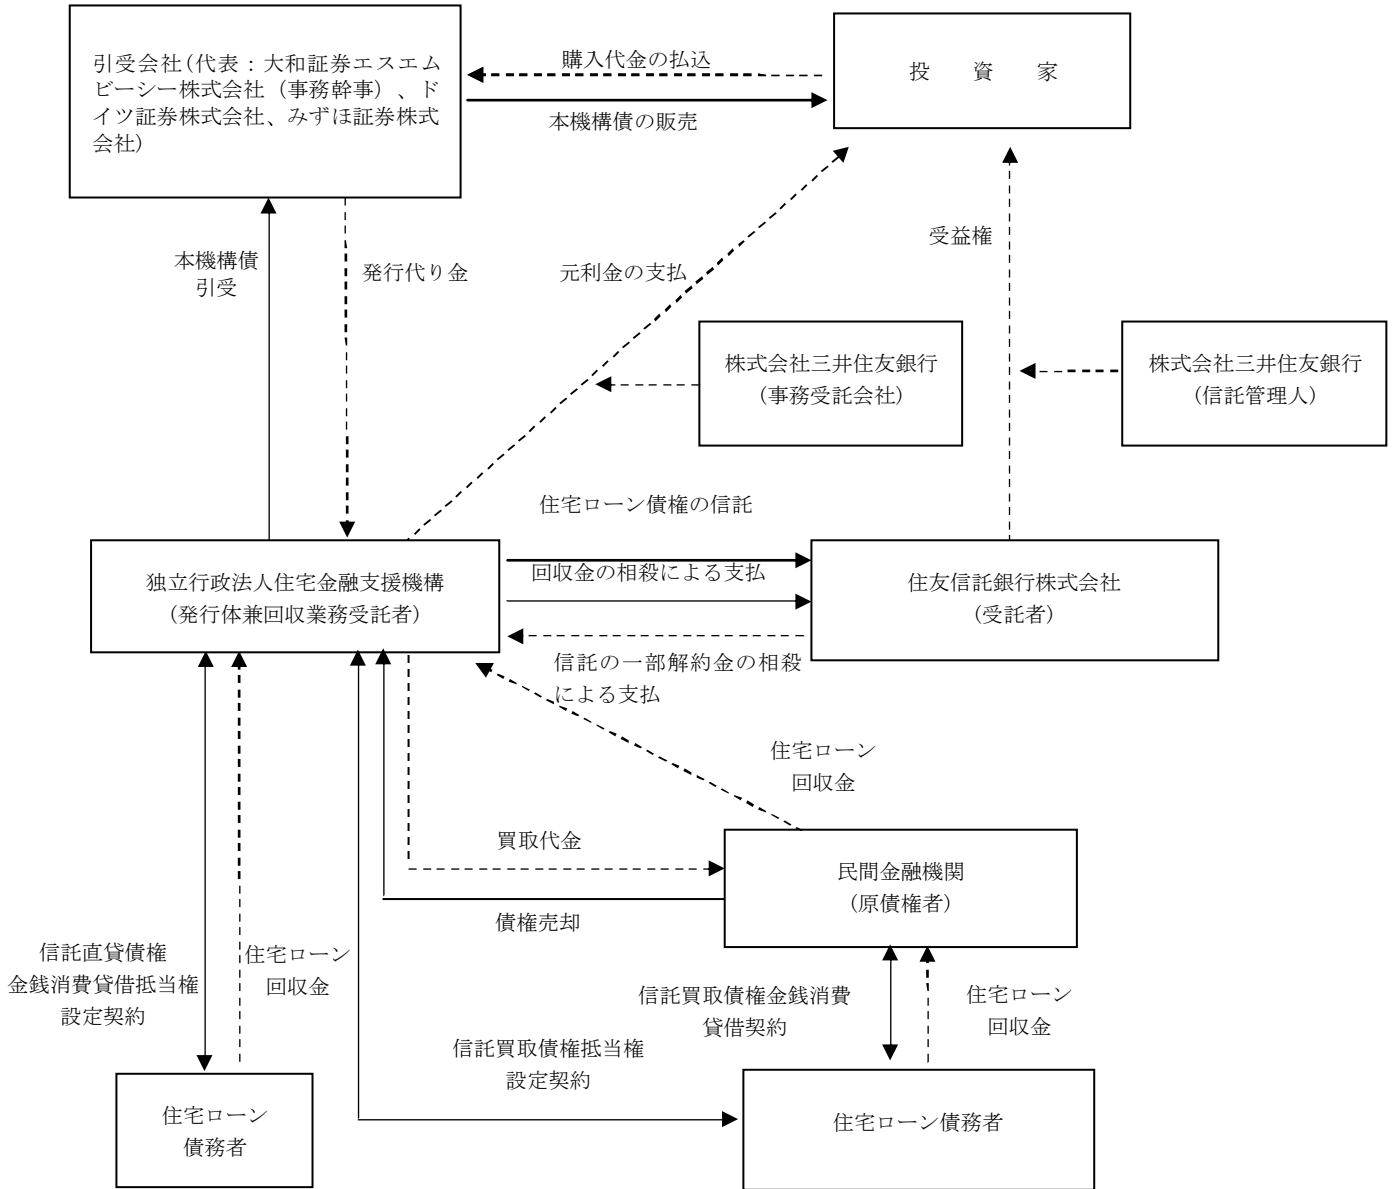 引受会社（代表：大和証券エスエム
ビーシー株式会社（事務幹事）、ド
イツ証券株式会社、みずほ証券株式
会社）
購入代金の払込
本機構債の販売
投　資　家
本機構債
引受
発行代り金
元利金の支払
受益権
株式会社三井住友銀行
（事務受託会社）
株式会社三井住友銀行
（信託管理人）
住宅ローン債権の信託
独立行政法人住宅金融支援機構
（発行体兼回収業務受託者）
回収金の相殺による支払
住友信託銀行株式会社
（受託者）
信託の一部解約金の相殺
による支払
住宅ローン
回収金
買取代金
民間金融機関
（原債権者）
債権売却
信託直貸債権
金銭消費貸借抵当権
設定契約
住宅ローン
回収金
信託買取債権金銭消費
貸借契約
住宅ローン
回収金
信託買取債権抵当権
設定契約
住宅ローン
債務者
住宅ローン債務者